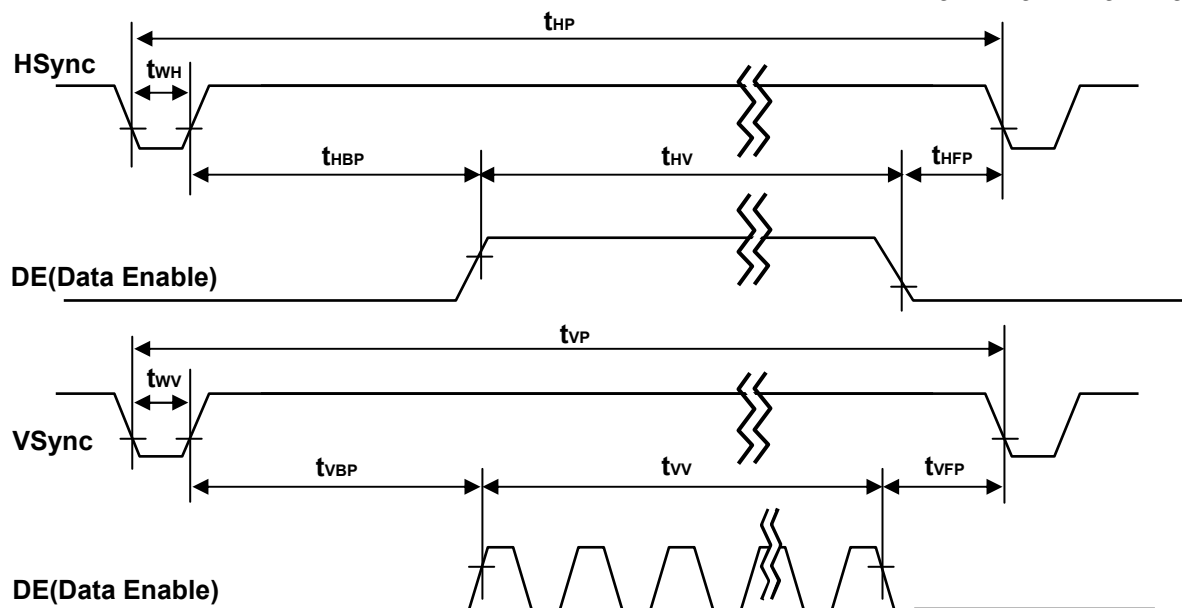 tHP
HSync
tWH
tHBP
tHV
tHFP
DE(Data Enable)
tVP
tWV
VSync
tVBP
tVV
tVFP
DE(Data Enable)